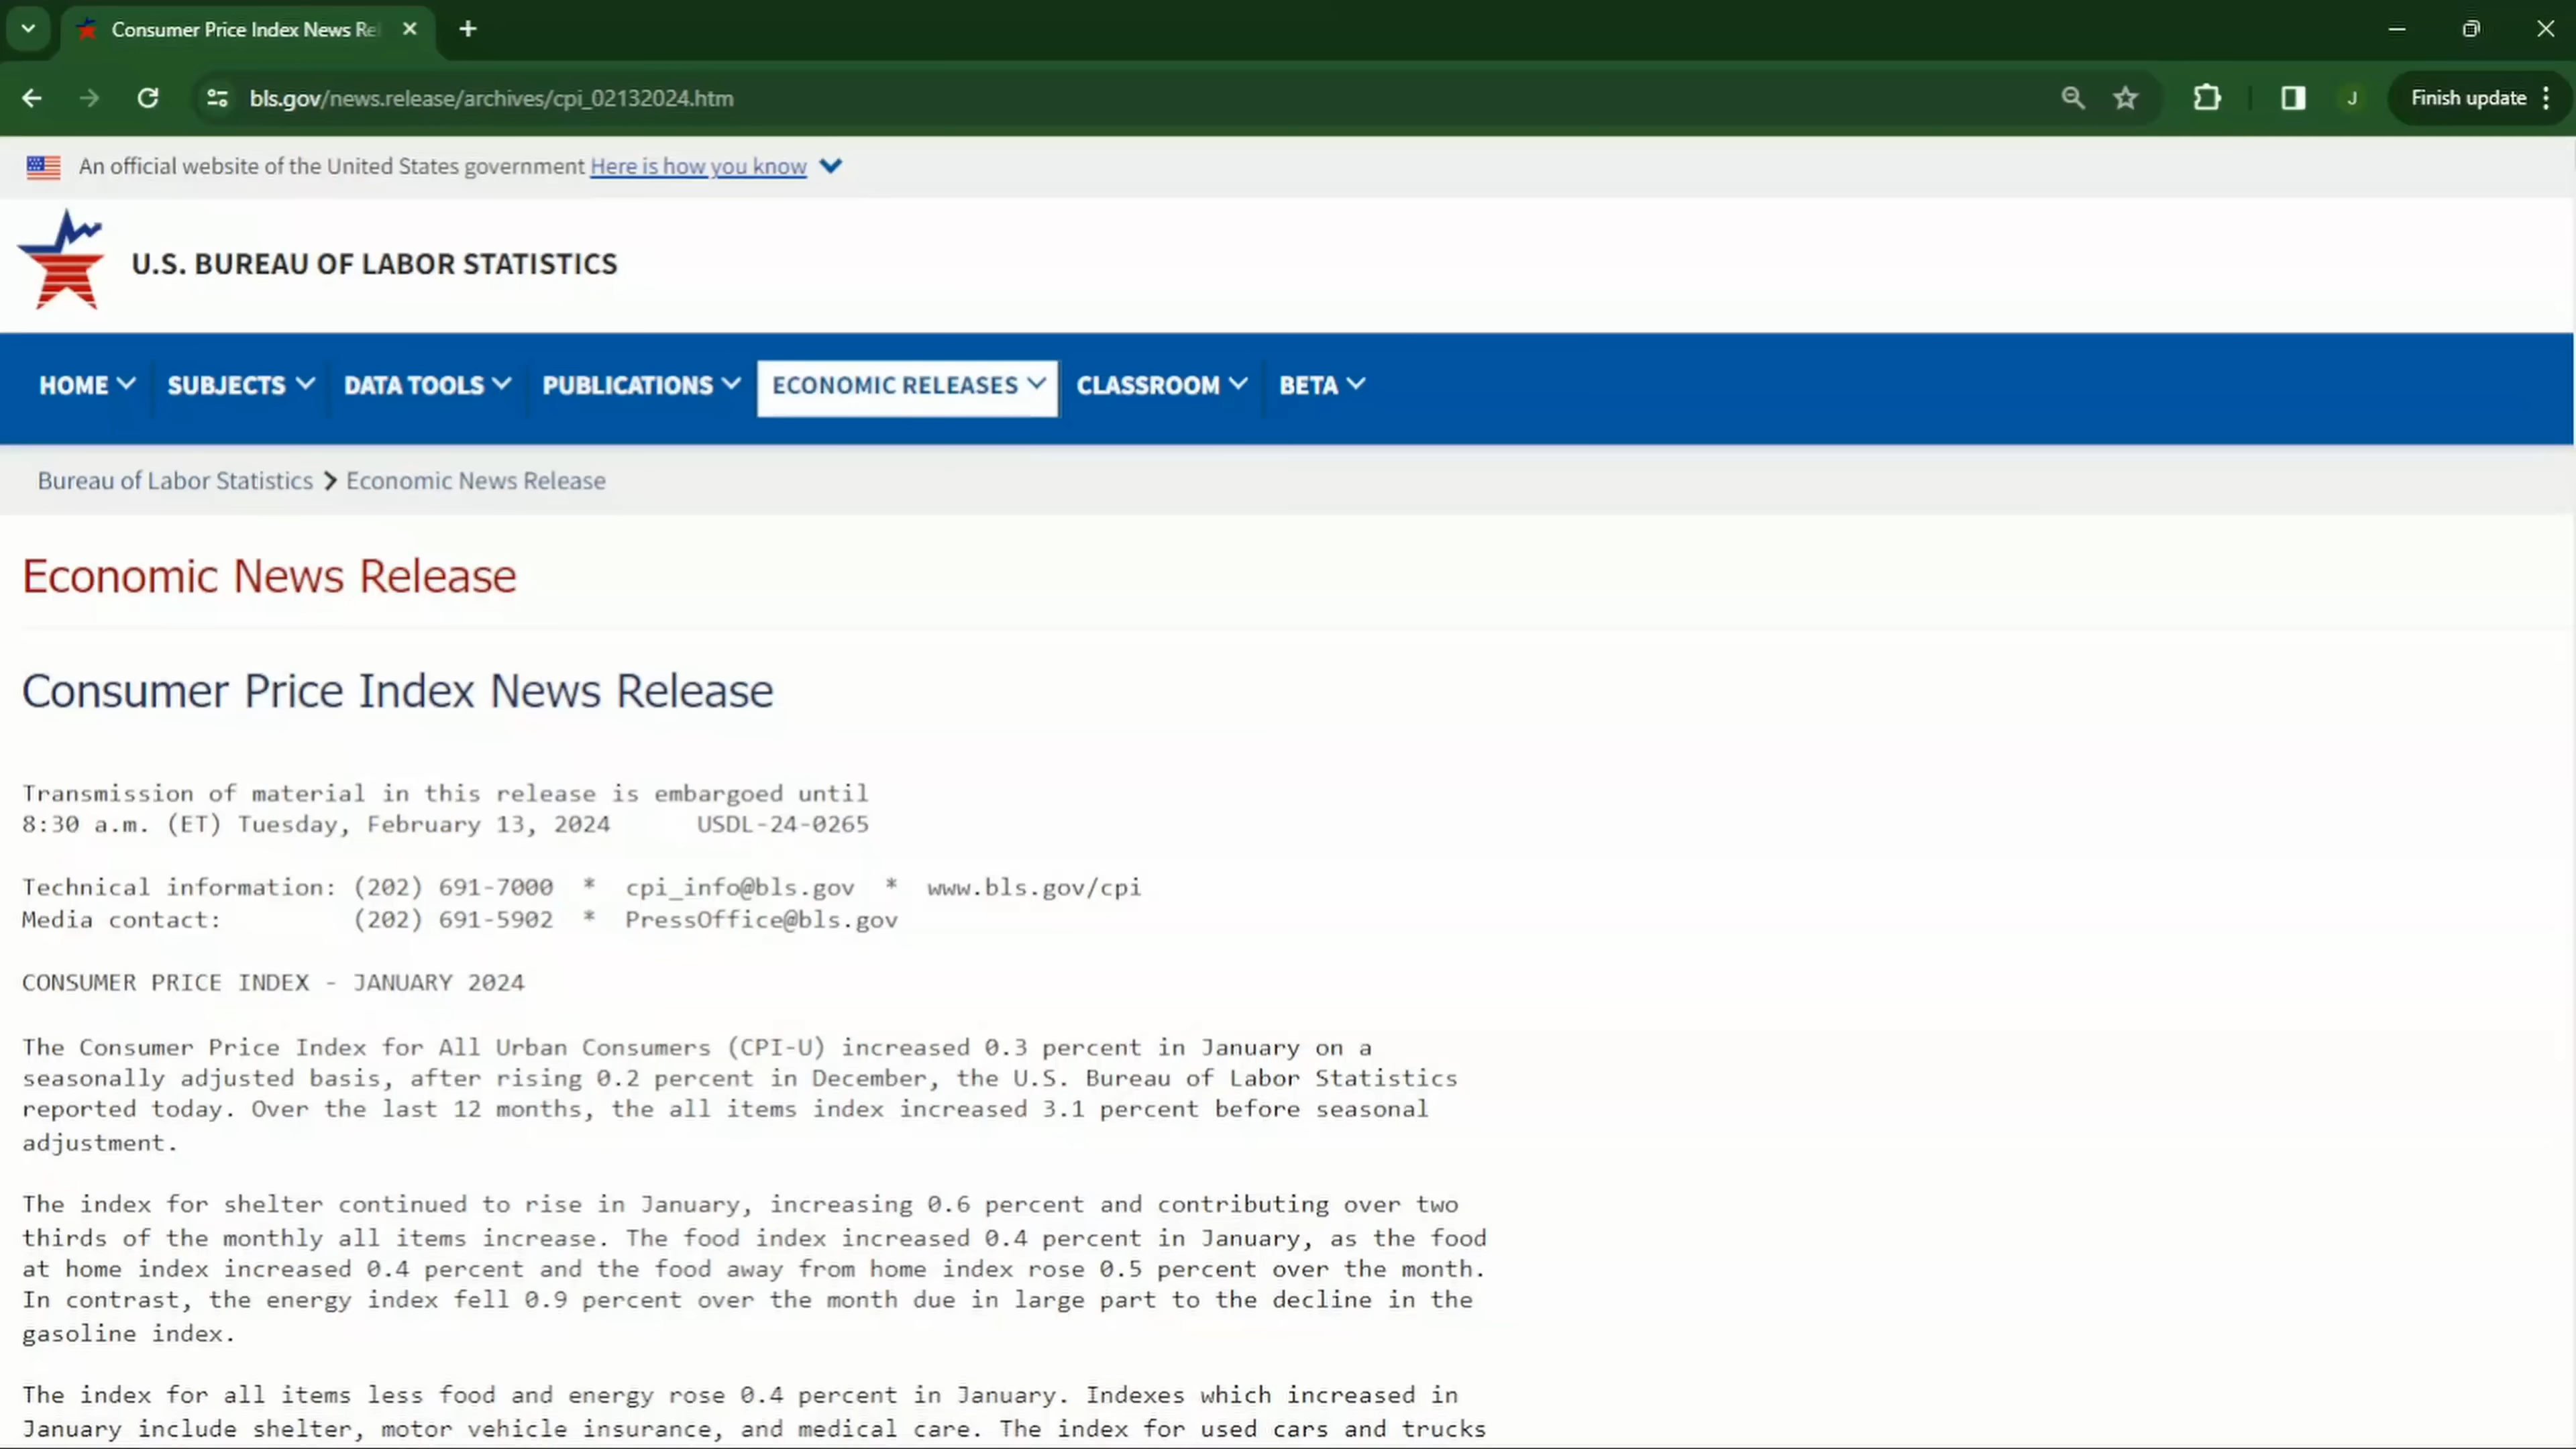 Consumer Price Index News Rel
bls.gov/news.release/archives/cpi_02132024.htm
J
Finish update
An official website of the United States government Here is how you know
U.S. BUREAU OF LABOR STATISTICS
HOME SUBJECTS DATA TOOLS PUBLICATIONS ECONOMIC RELEASES CLASSROOM BETA
Bureau of Labor Statistics > Economic News Release
Economic News Release
Consumer Price Index News Release
Transmission of material in this release is embargoed until
8:30 a.m. (ET) Tuesday, February 13, 2024 USDL-24-0265
Technical information: (202) 691-7000 * cpi_info@bls.gov * www.bls.gov/cpi
Media contact: (202) 691-5902 * PressOffice@bls.gov
CONSUMER PRICE INDEX - JANUARY 2024
The Consumer Price Index for All Urban Consumers (CPI-U) increased 0.3 percent in January on a
seasonally adjusted basis, after rising 0.2 percent in December, the U.S. Bureau of Labor Statistics
reported today. Over the last 12 months, the all items index increased 3.1 percent before seasonal
adjustment.
The index for shelter continued to rise in January, increasing 0.6 percent and contributing over two
thirds of the monthly all items increase. The food index increased 0.4 percent in January, as the food
at home index increased 0.4 percent and the food away from home index rose 0.5 percent over the month.
In contrast, the energy index fell 0.9 percent over the month due in large part to the decline in the
gasoline index.
The index for all items less food and energy rose 0.4 percent in January. Indexes which increased in
January include shelter, motor vehicle insurance, and medical care. The index for used cars and trucks